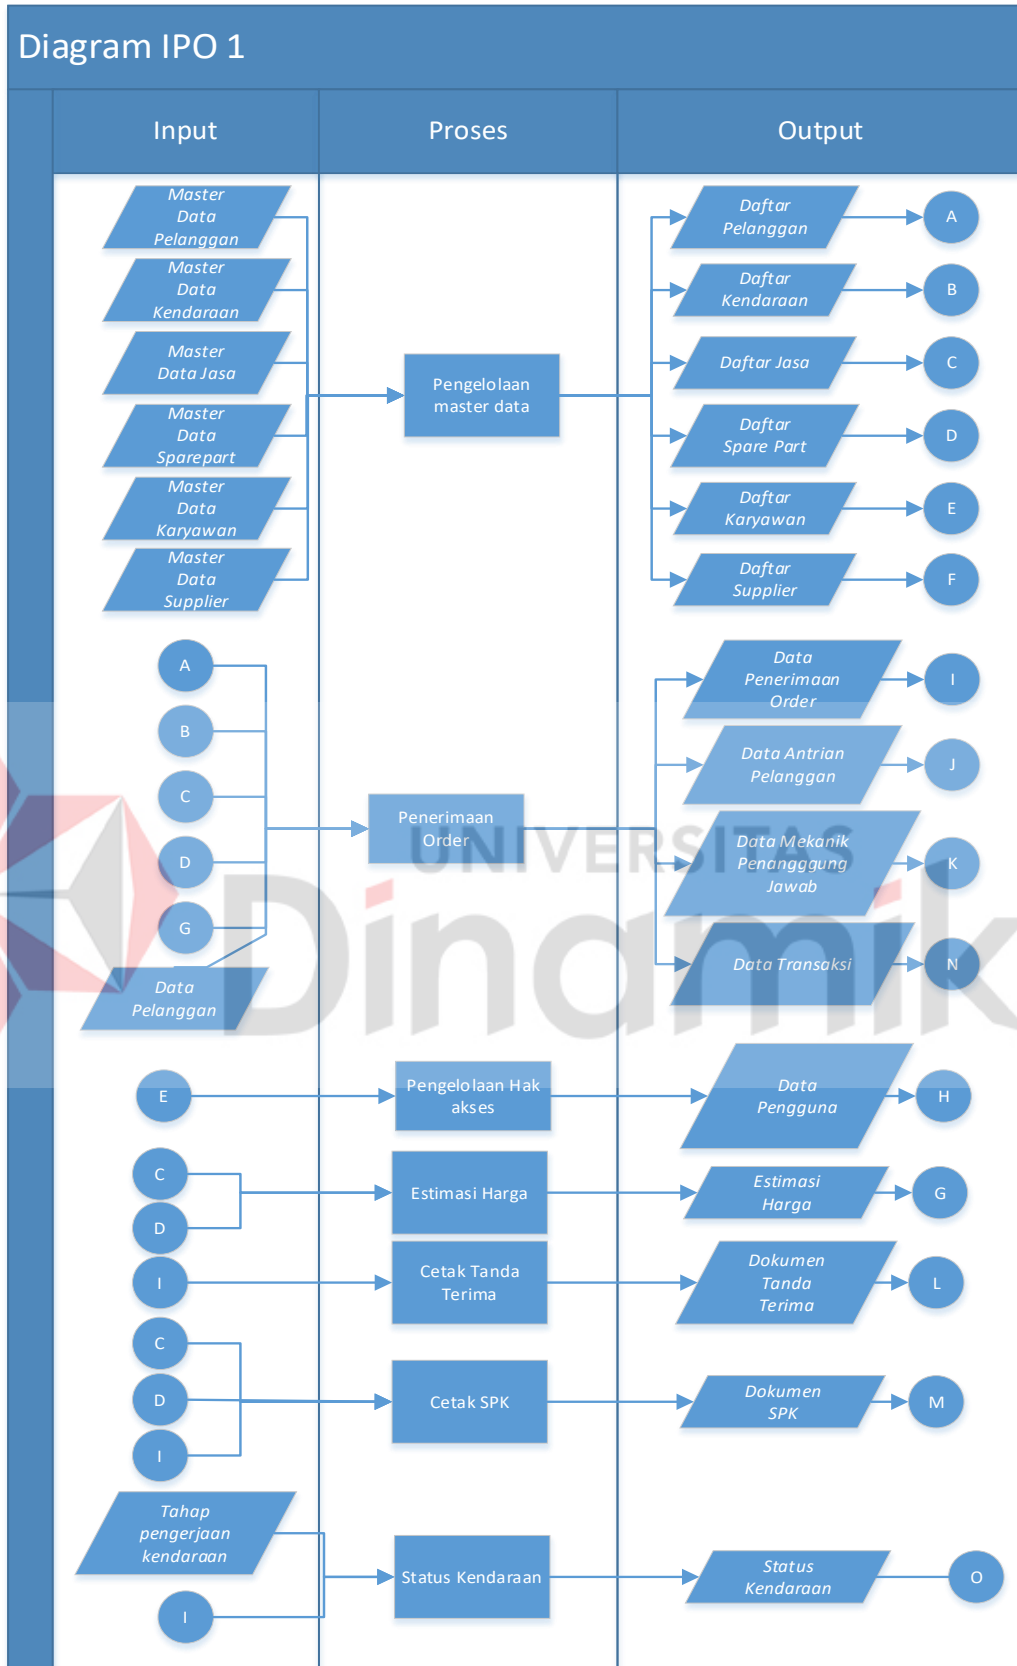 Diagram IPO 1
Input
Proses
Output
Master
Data
Pelanggan
Master
Data
Kendaraan
Master
Data Jasa
Master
Data
Sparepart
Master
Data
Karyawan
Master
Data
Supplier
Pengelolaan
master data
Daftar
Pelanggan
A
Daftar
Kendaraan
B
Daftar Jasa
C
Daftar
Spare Part
D
Daftar
Karyawan
E
Daftar
Supplier
F
A
B
C
D
G
Data
Pelanggan
Penerimaan
Order
Data
Penerimaan
Order
I
Data Antrian
Pelanggan
J
Data Mekanik
Penangggung
Jawab
K
Data Transaksi
N
UNIVERSITAS
Dinamik
E
Pengelolaan Hak
akses
Data
Pengguna
H
C
D
Estimasi Harga
Estimasi
Harga
G
I
Cetak Tanda
Terima
Dokumen
Tanda
Terima
L
C
D
I
Cetak SPK
Dokumen
SPK
M
Tahap
pengerjaan
kendaraan
I
Status Kendaraan
Status
Kendaraan
O